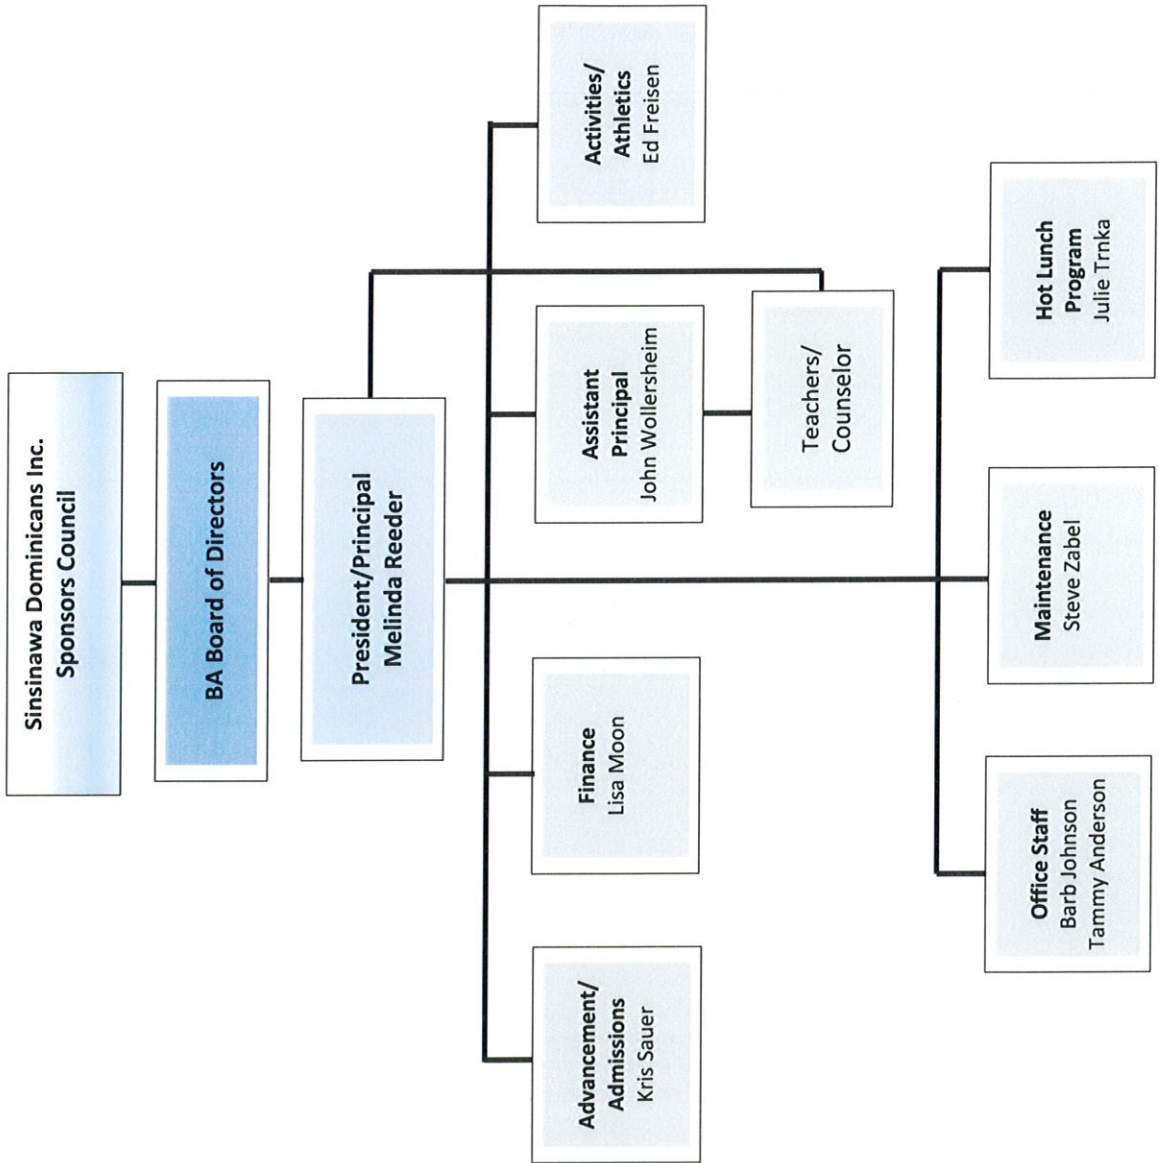 Sinsinawa Dominicans Inc.
Sponsors Council
BA Board of Directors
President/Principal
Melinda Reeder
Advancement/
Admissions
Kris Sauer
Finance
Lisa Moon
Assistant
Principal
John Wollersheim
Activities/
Athletics
Ed Freisen
Teachers/
Counselor
Office Staff
Barb Johnson
Tammy Anderson
Maintenance
Steve Zabel
Hot Lunch
Program
Julie Trnka